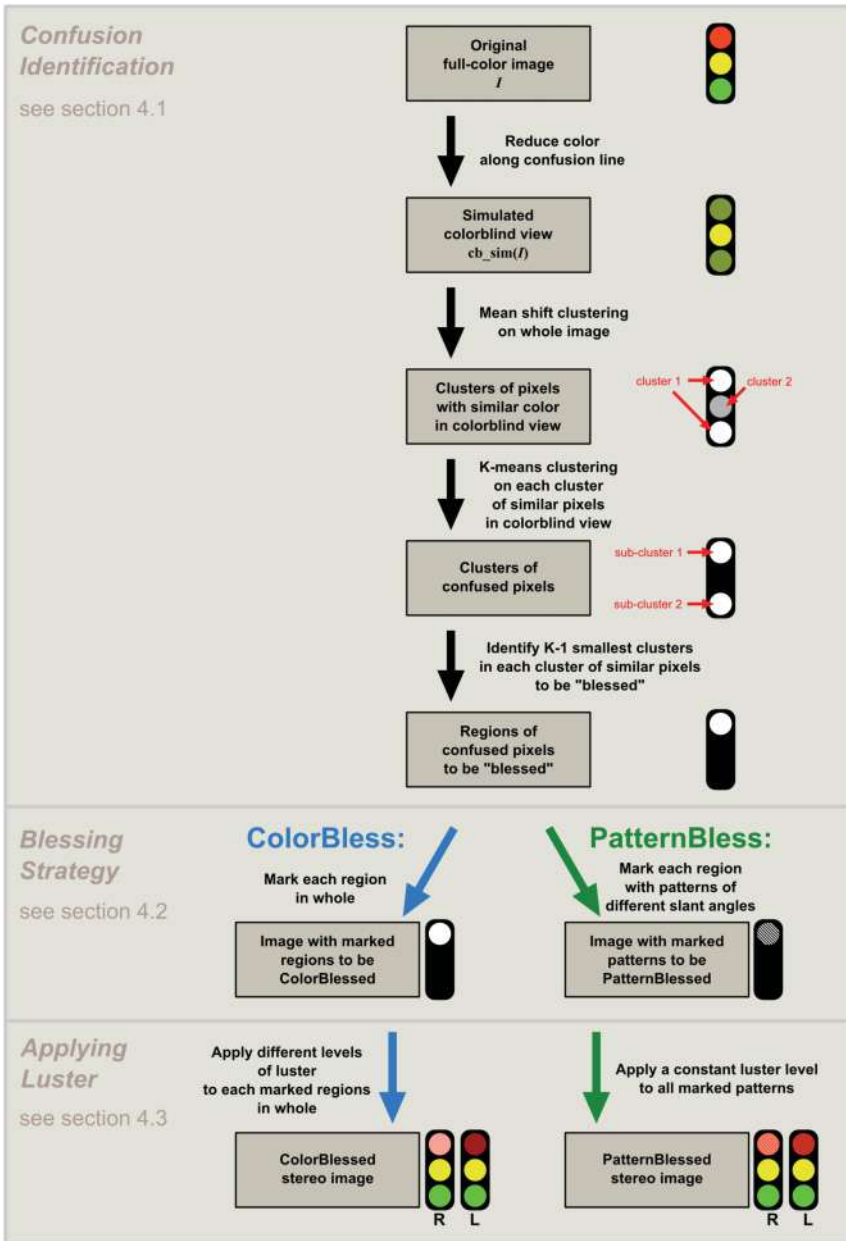 Confusion
Identification
see section 4.1
Original
full-color image
I
Reduce color
along confusion line
Simulated
colorblind view
cb_sim(I)
Mean shift clustering
on whole image
Clusters of pixels
with similar color
in colorblind view
cluster 1
cluster 2
K-means clustering
on each cluster
of similar pixels
in colorblind view
Clusters of
confused pixels
sub-cluster 1
sub-cluster 2
Identify K-1 smallest clusters
in each cluster of similar pixels
to be "blessed"
Regions of
confused pixels
to be "blessed"
Blessing
Strategy
see section 4.2
ColorBless:
Mark each region
in whole
Image with marked
regions to be
ColorBlessed
PatternBless:
Mark each region
with patterns of
different slant angles
Image with marked
patterns to be
PatternBlessed
Applying
Luster
see section 4.3
Apply different levels
of luster
to each marked regions
in whole
ColorBlessed
stereo image
R L
Apply a constant luster level
to all marked patterns
PatternBlessed
stereo image
R L